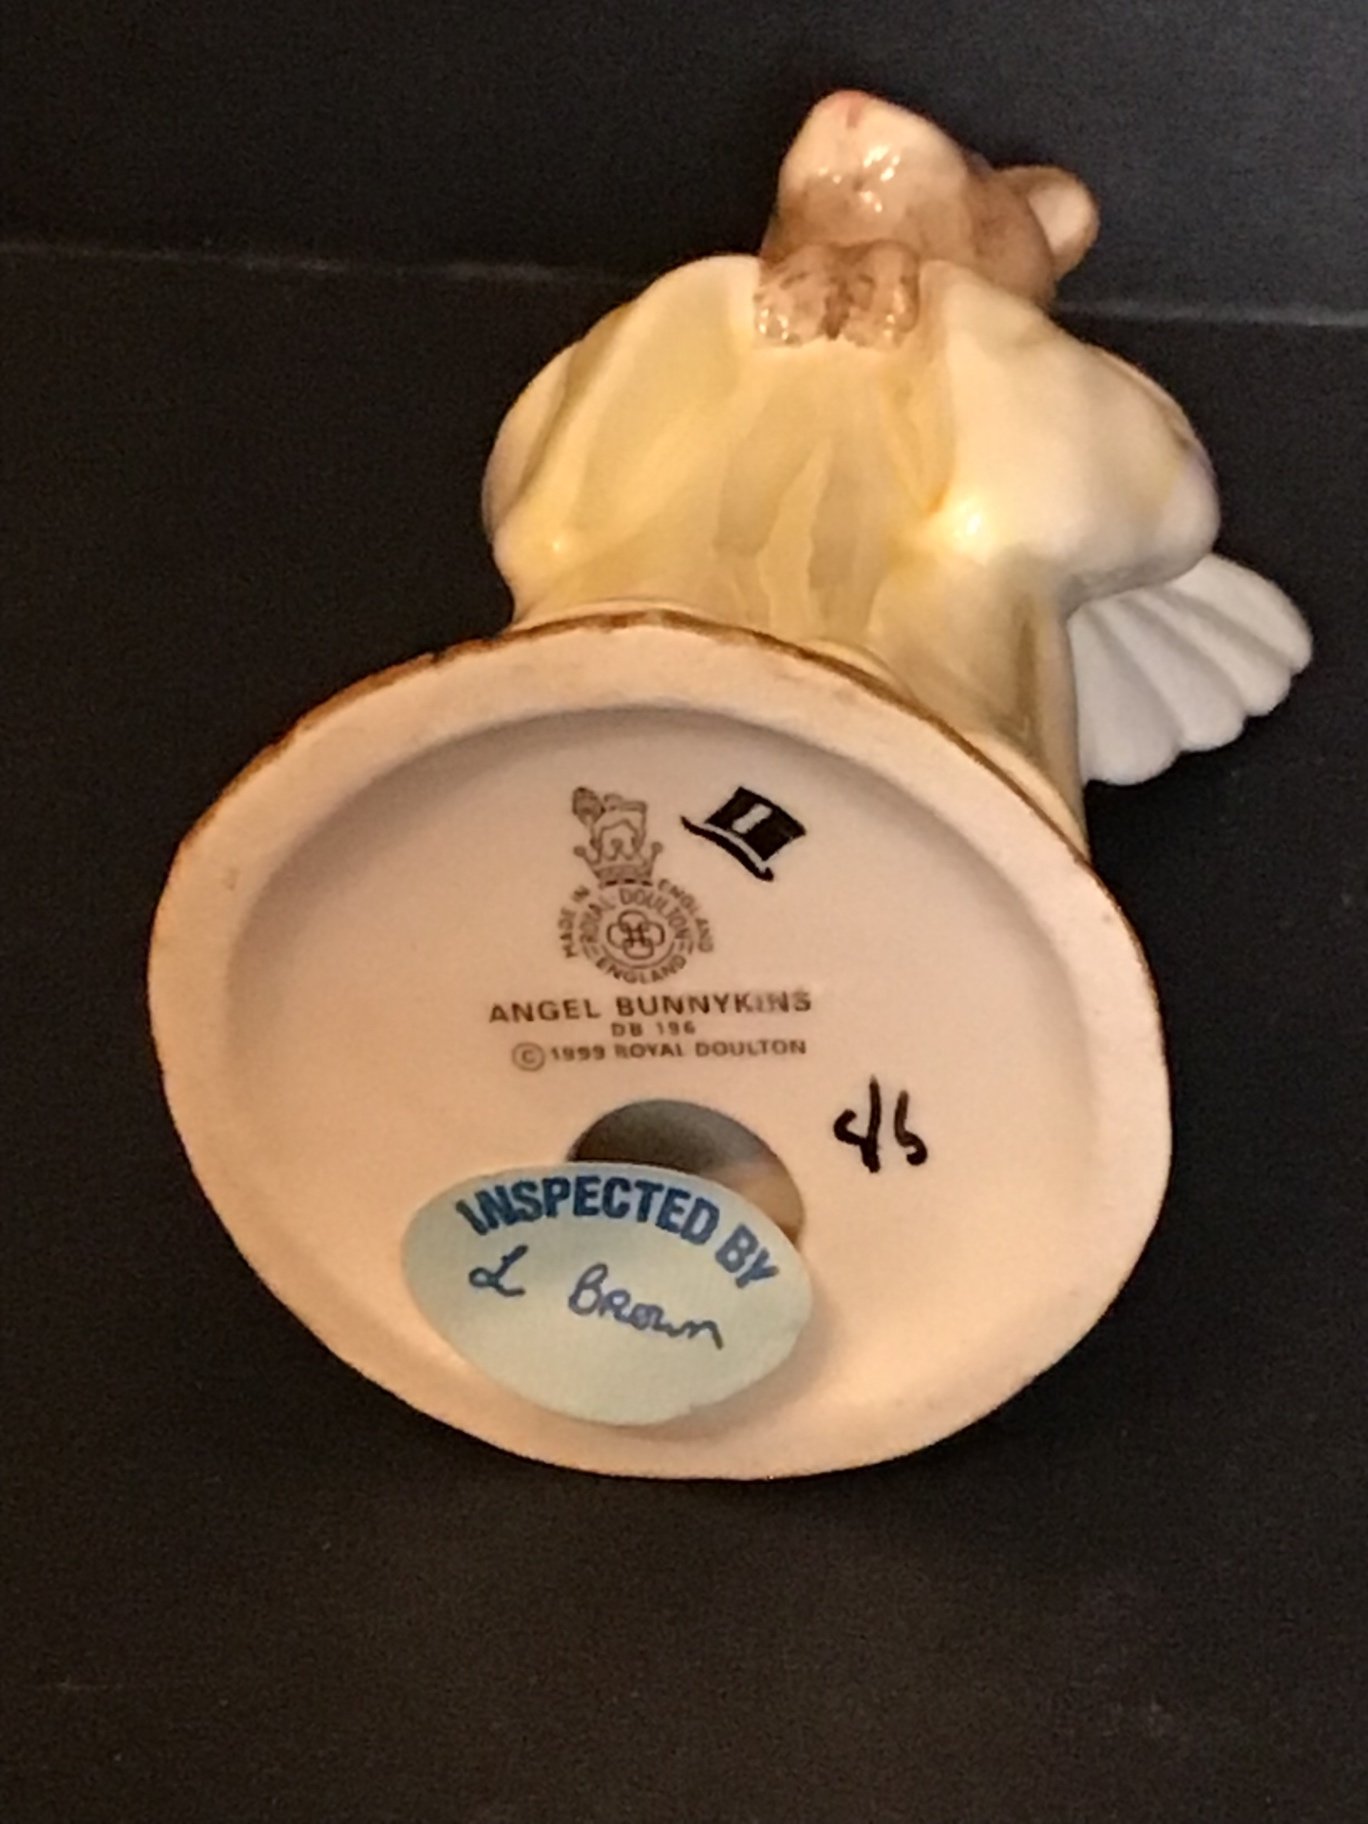 MADE IN ENGLAND
ROYAL DOULTON
ENGLAND
ANGEL BUNNYKINS
DB 196
© 1999 ROYAL DOULTON
INSPECTED BY
L Brown